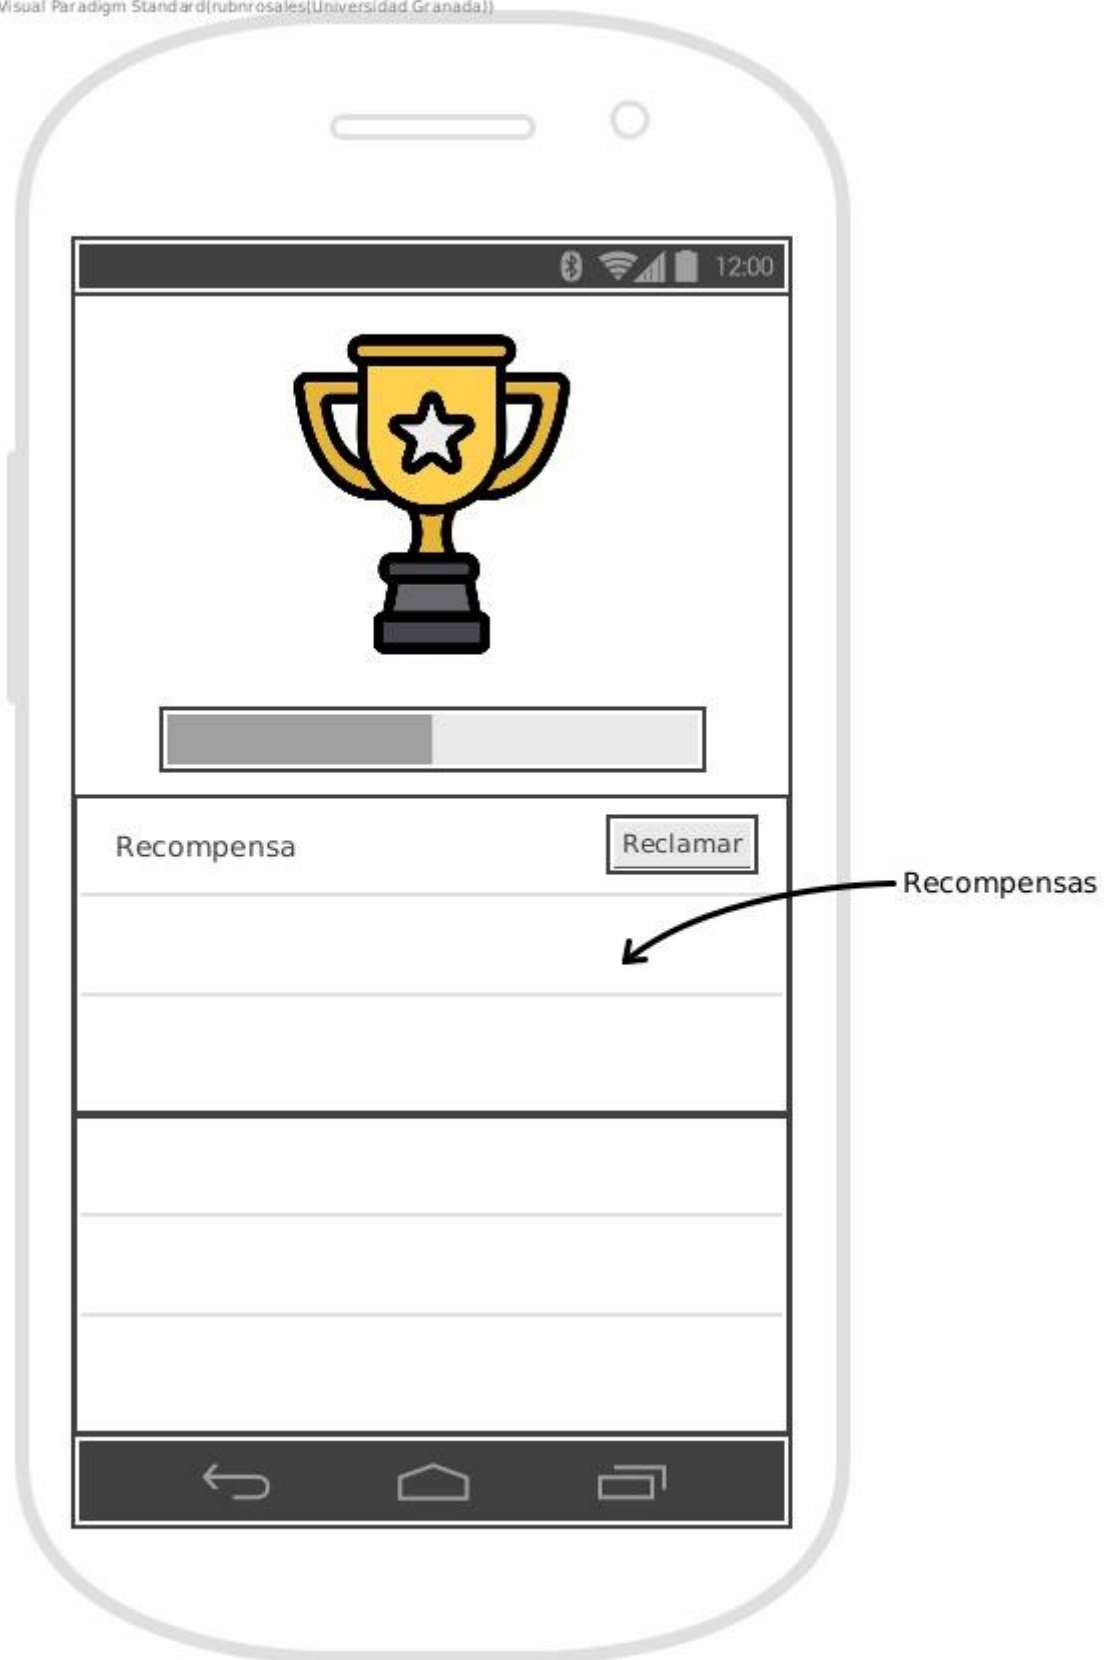 Visual Paradigm Standard(rubnrosales(Universidad Granada))
12:00
Recompensa
Reclamar
Recompensas